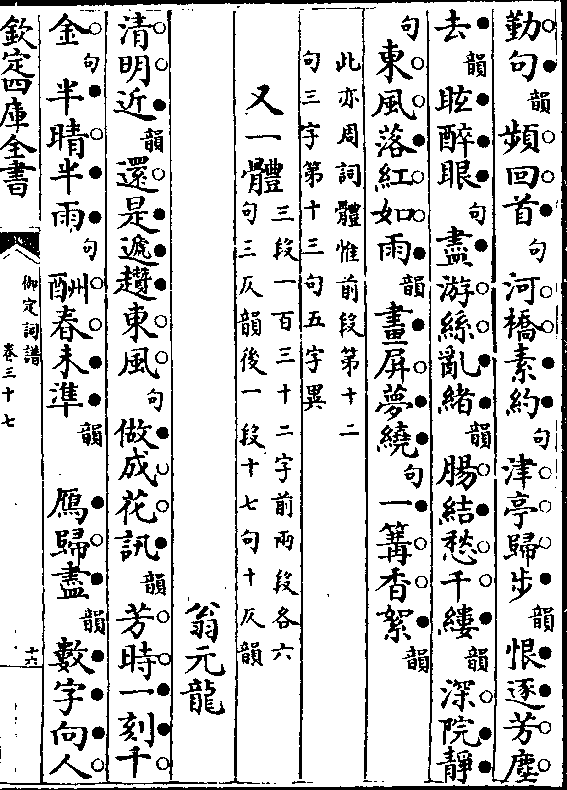 勤句韻頻回首句河橋素約句津亭歸步韻恨逐芳塵
去韻眩醉眼句盡游絲亂緒韻腸結愁千縷韻深院靜
句東風落紅如雨韻畫屏夢繞句一篝香絮韻
此亦周詞體惟前段第十二
句三字第十三句五字異
又一體三段一百三十二字前兩段各六
句三仄韻後一段十七句十仄韻
翁元龍
清明近韻還是遞趲東風句做成花訊韻芳時一刻千
金句半晴半雨句酬春未準韻鴈歸盡韻數字向人
欽定四庫全書
御定詞譜
卷三十七
十六